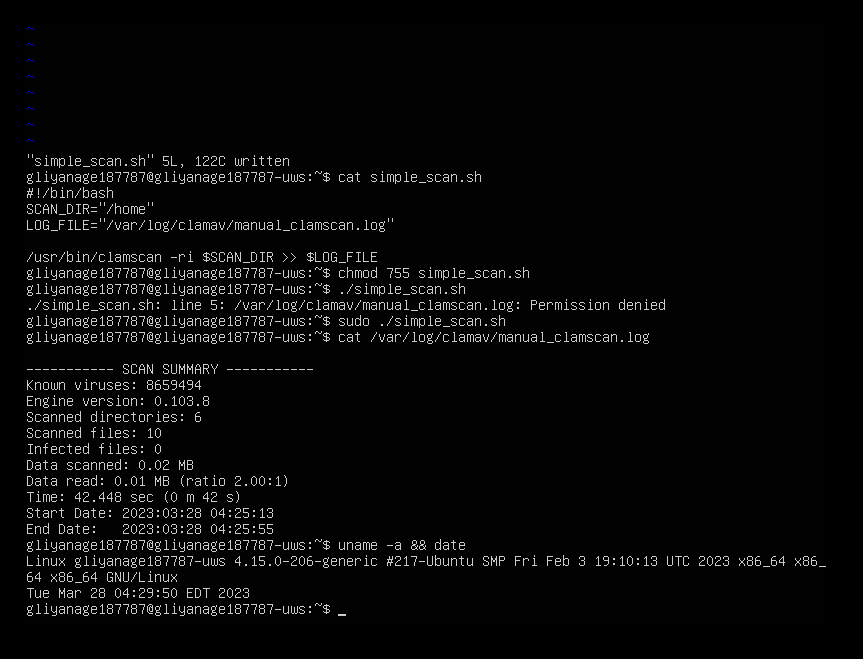 ~
~
~
~
~
~
~
~
"simple_scan.sh" 5L, 122C written
gliyanage187787@gliyanage187787-uws:~$ cat simple_scan.sh
#!/bin/bash
SCAN_DIR="/home"
LOG_FILE="/var/log/clamav/manual_clamscan.log"

/usr/bin/clamscan -ri $SCAN_DIR >> $LOG_FILE
gliyanage187787@gliyanage187787-uws:~$ chmod 755 simple_scan.sh
gliyanage187787@gliyanage187787-uws:~$ ./simple_scan.sh
./simple_scan.sh: line 5: /var/log/clamav/manual_clamscan.log: Permission denied
gliyanage187787@gliyanage187787-uws:~$ sudo ./simple_scan.sh
gliyanage187787@gliyanage187787-uws:~$ cat /var/log/clamav/manual_clamscan.log

----------- SCAN SUMMARY -----------
Known viruses: 8659494
Engine version: 0.103.8
Scanned directories: 6
Scanned files: 10
Infected files: 0
Data scanned: 0.02 MB
Data read: 0.01 MB (ratio 2.00:1)
Time: 42.448 sec (0 m 42 s)
Start Date: 2023:03:28 04:25:13
End Date:   2023:03:28 04:25:55
gliyanage187787@gliyanage187787-uws:~$ uname -a && date
Linux gliyanage187787-uws 4.15.0-206-generic #217-Ubuntu SMP Fri Feb 3 19:10:13 UTC 2023 x86_64 x86_
64 x86_64 GNU/Linux
Tue Mar 28 04:29:50 EDT 2023
gliyanage187787@gliyanage187787-uws:~$ _